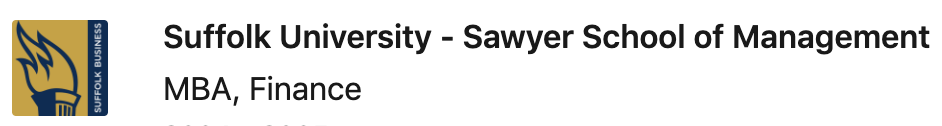 SUFFOLK BUSINESS
Suffolk University - Sawyer School of Management
MBA, Finance